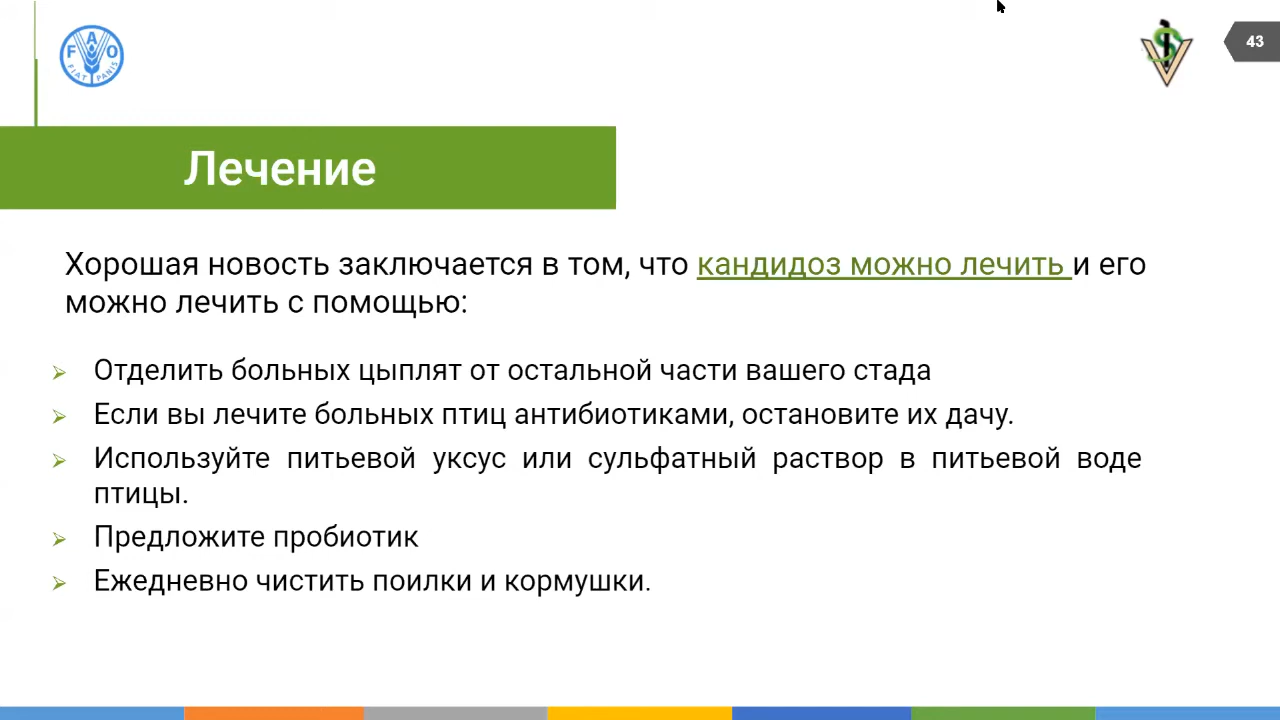 F A O
FIAT PANIS
43
Лечение
Хорошая новость заключается в том, что кандидоз можно лечить и его
можно лечить с помощью:
Отделить больных цыплят от остальной части вашего стада
Если вы лечите больных птиц антибиотиками, остановите их дачу.
Используйте питьевой уксус или сульфатный раствор в питьевой воде
птицы.
Предложите пробиотик
Ежедневно чистить поилки и кормушки.